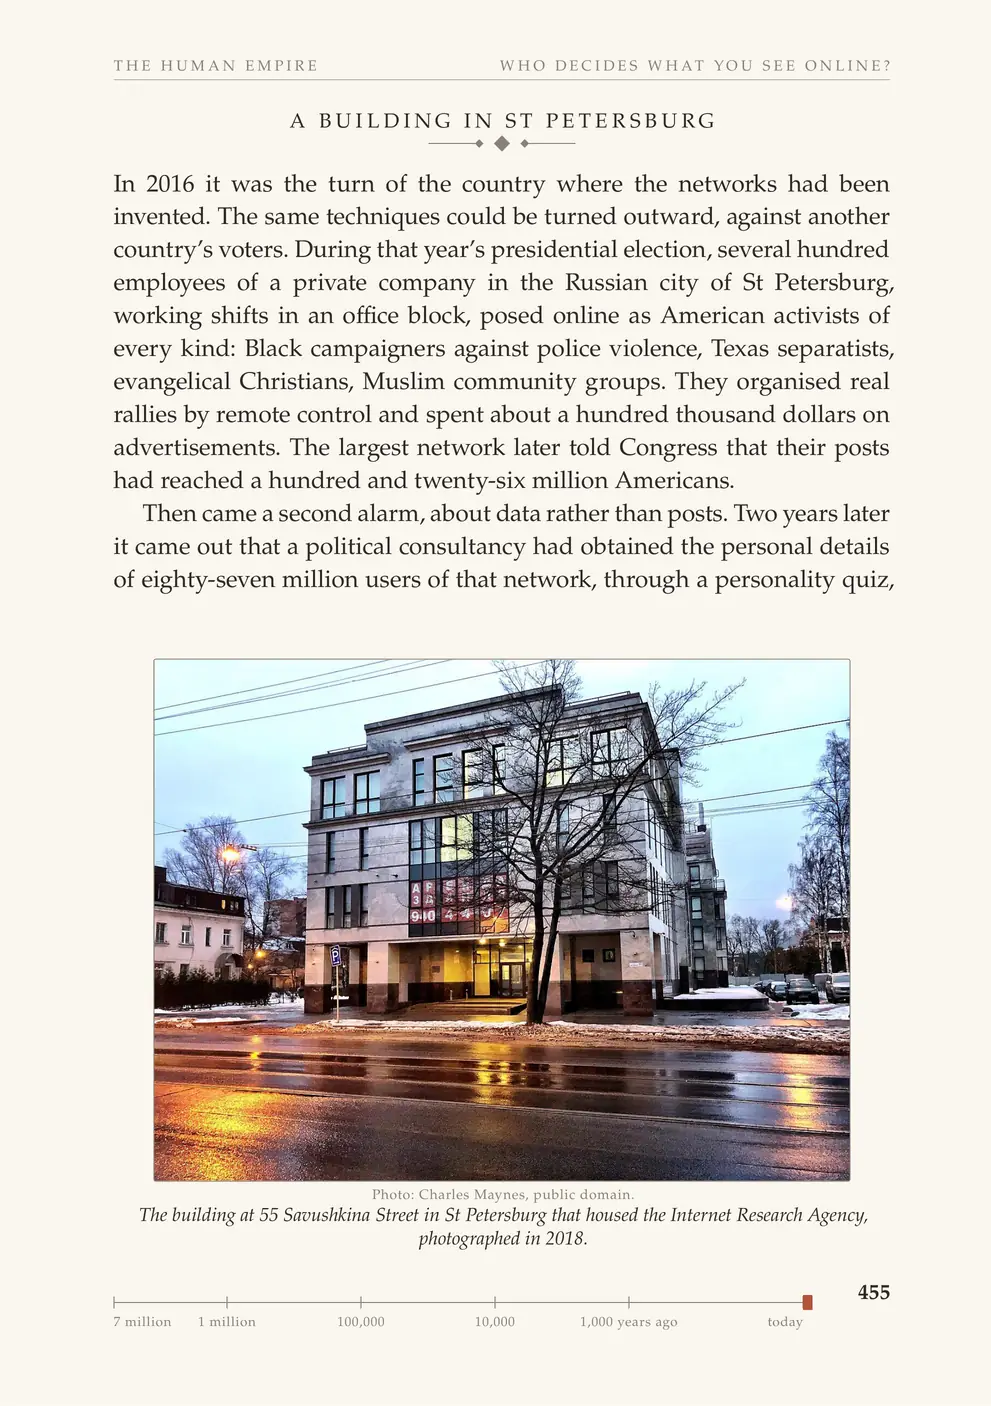 THE HUMAN EMPIRE
WHO DECIDES WHAT YOU SEE ONLINE?
A BUILDING IN ST PETERSBURG
In 2016 it was the turn of the country where the networks had been
invented. The same techniques could be turned outward, against another
country’s voters. During that year’s presidential election, several hundred
employees of a private company in the Russian city of St Petersburg,
working shifts in an office block, posed online as American activists of
every kind: Black campaigners against police violence, Texas separatists,
evangelical Christians, Muslim community groups. They organised real
rallies by remote control and spent about a hundred thousand dollars on
advertisements. The largest network later told Congress that their posts
had reached a hundred and twenty-six million Americans.
Then came a second alarm, about data rather than posts. Two years later
it came out that a political consultancy had obtained the personal details
of eighty-seven million users of that network, through a personality quiz,
P
Photo: Charles Maynes, public domain.
The building at 55 Savushkina Street in St Petersburg that housed the Internet Research Agency,
photographed in 2018.
455
7 million 1 million 100,000 10,000 1,000 years ago today